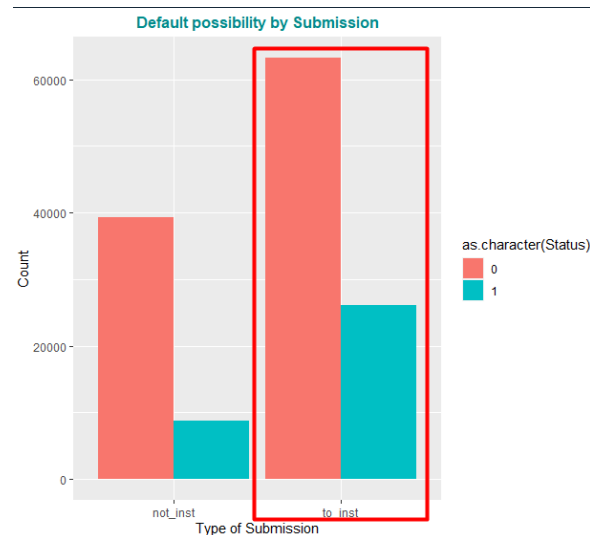 Default possibility by Submission
60000
40000
20000
0
Count
not_inst
to_inst
Type of Submission
as.character(Status)
0
1